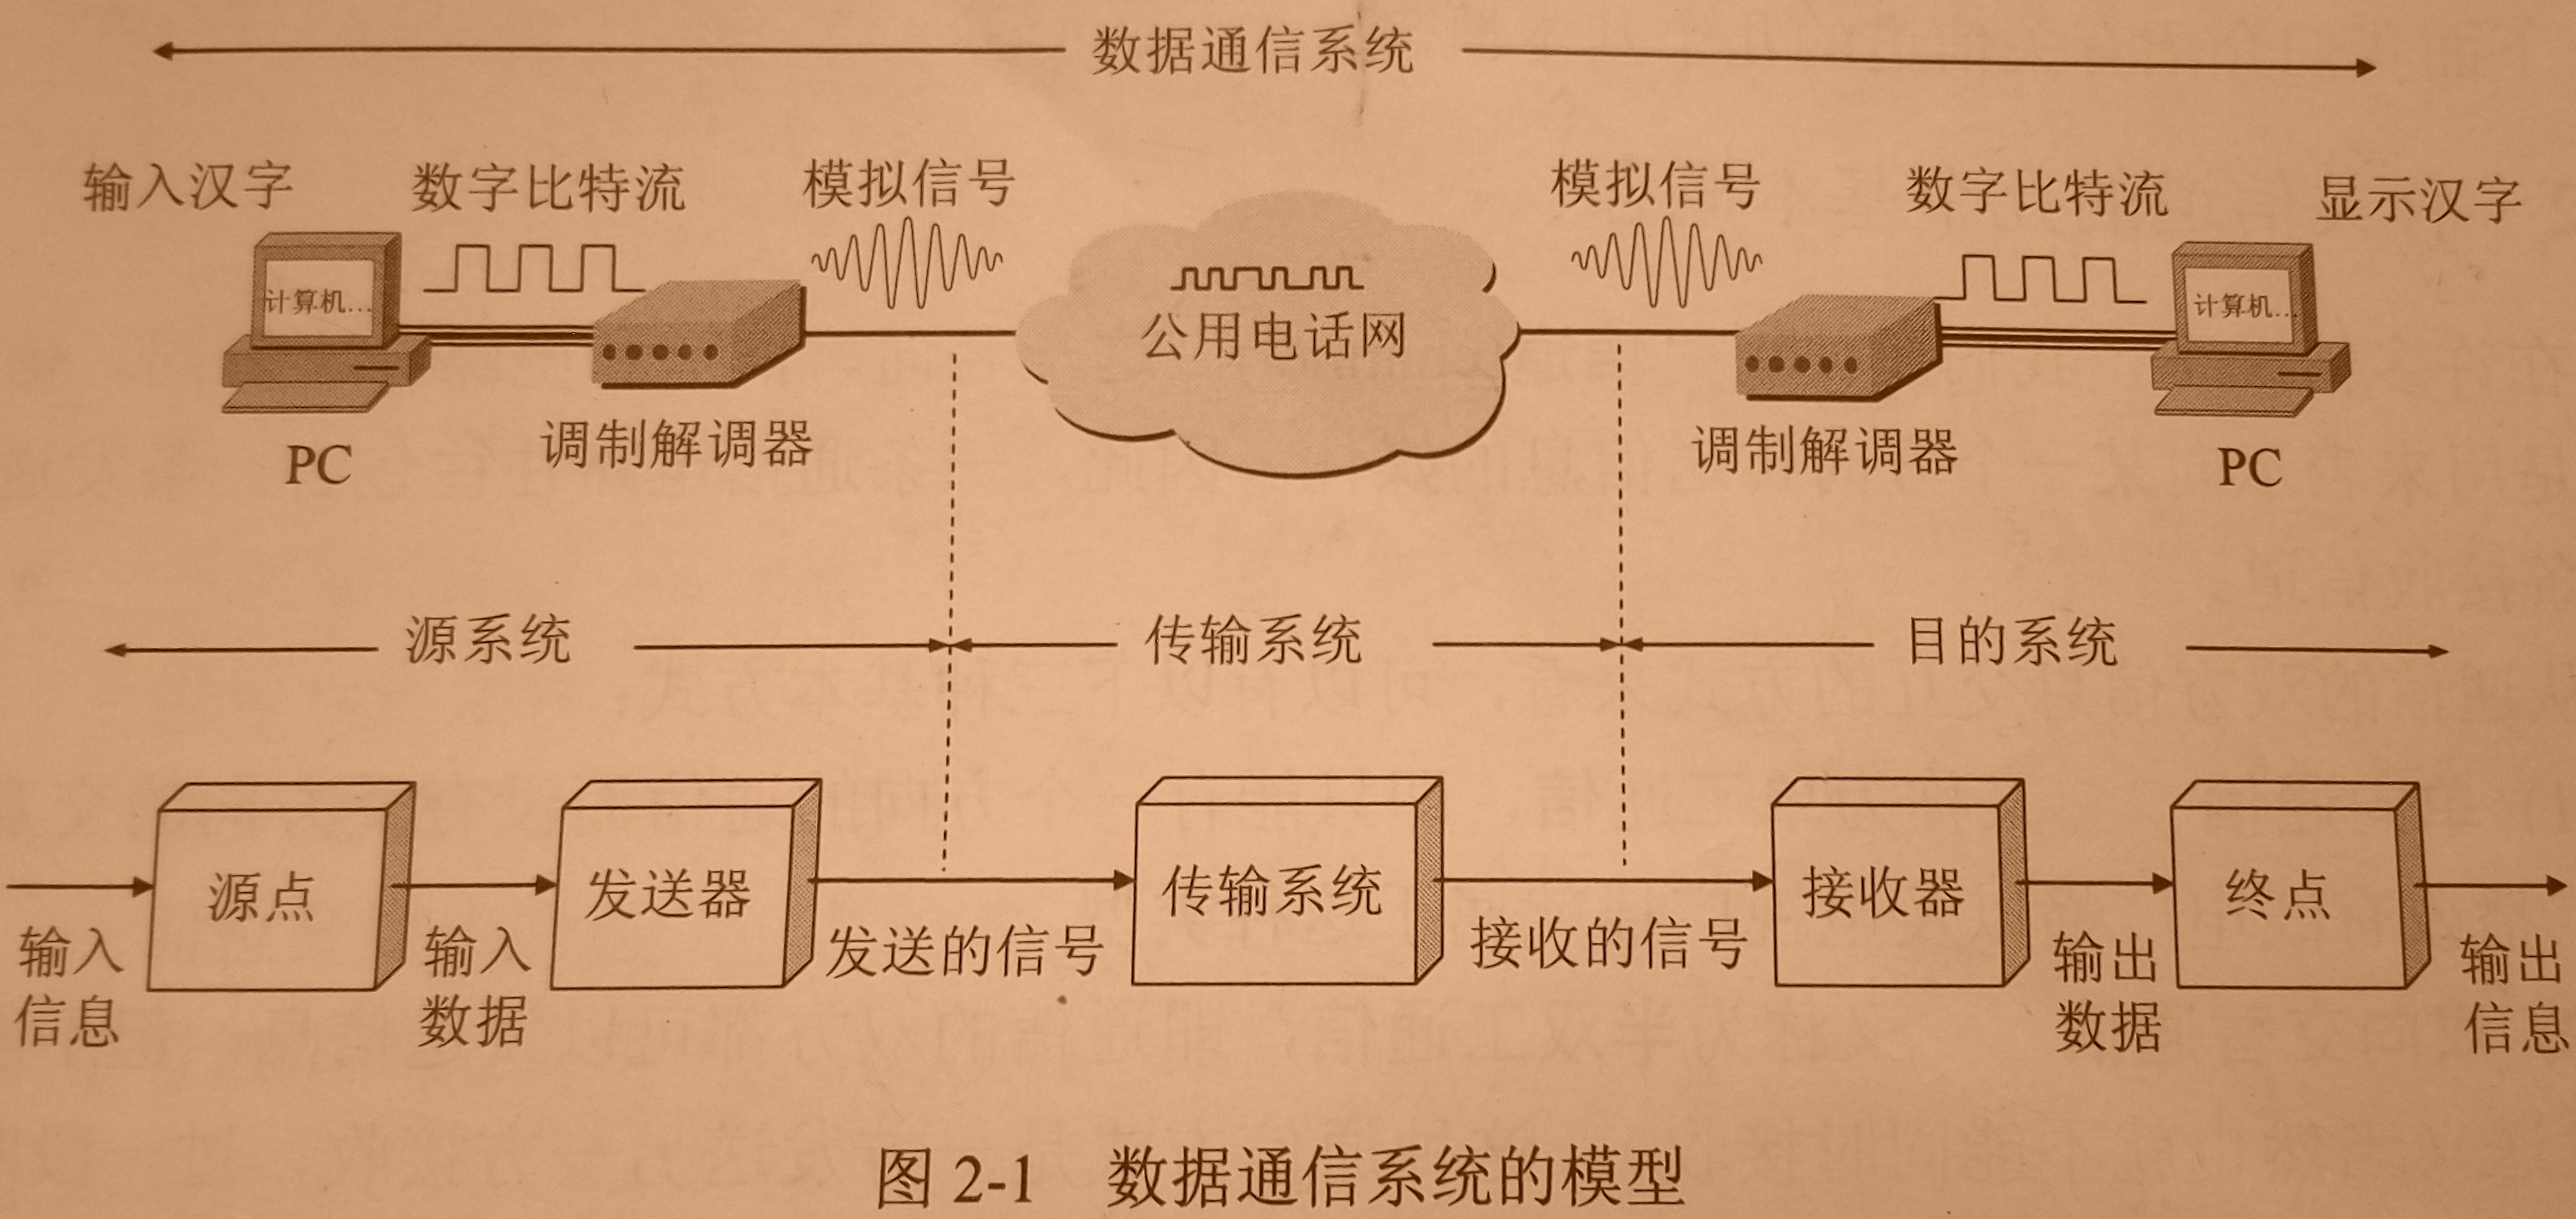 数据通信系统
输入汉字
数字比特流
模拟信号
模拟信号
数字比特流
显示汉字
计算机...
公用电话网
计算机...
PC
调制解调器
调制解调器
PC
源系统
传输系统
目的系统
源点
发送器
传输系统
接收器
终点
输入
信息
输入
数据
发送的信号
接收的信号
输出
数据
输出
信息
图 2-1 数据通信系统的模型